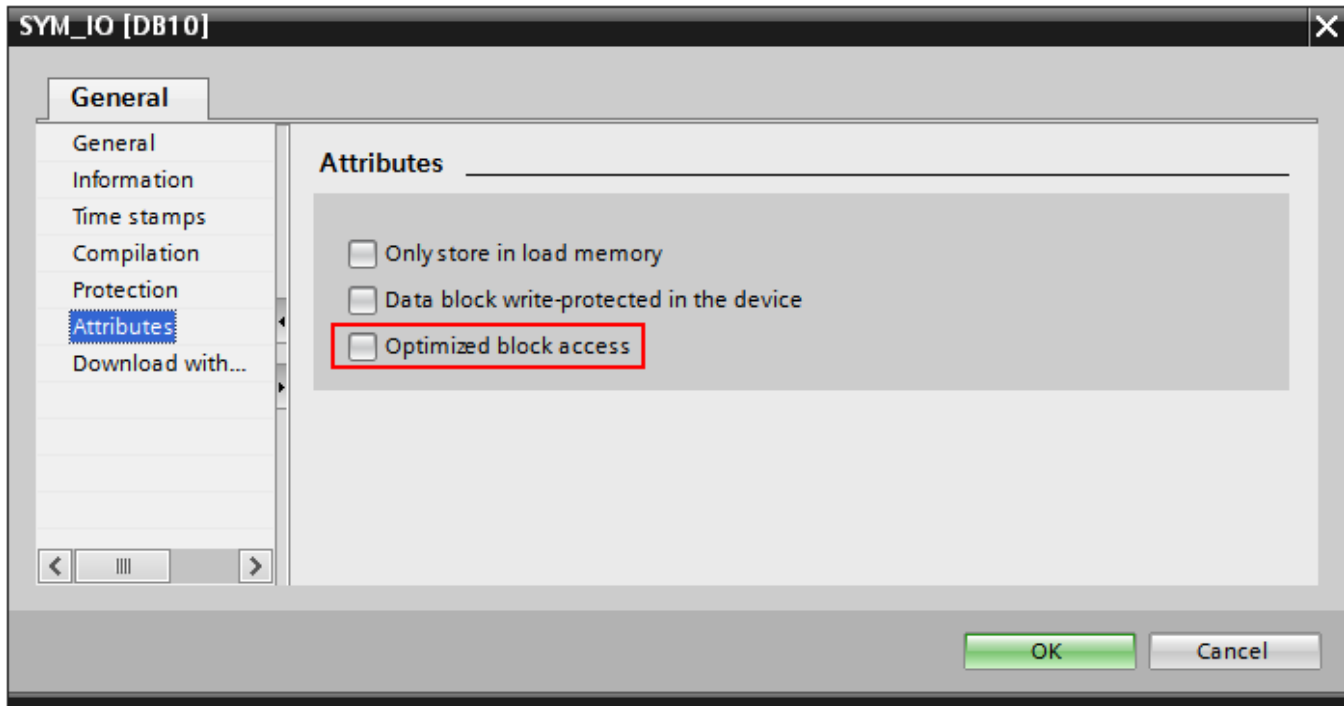 SYM_IO [DB10]
General
General
Information
Time stamps
Compilation
Protection
Attributes
Download with...
Attributes
Only store in load memory
Data block write-protected in the device
Optimized block access
OK
Cancel